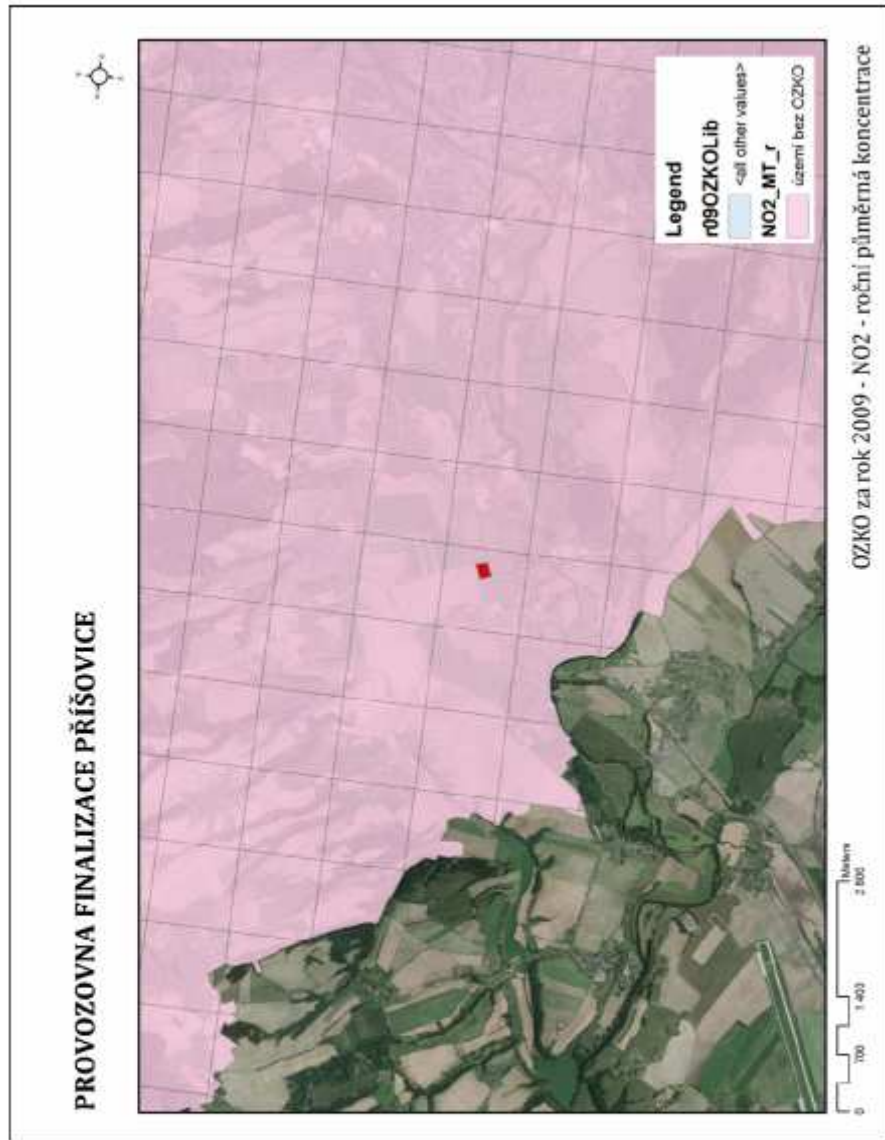 PROVOZOVNA FINALIZACE PŘÍŠOVICE
Legend
r09OZKOLib
<all other values>
NO2_MT_r
území bez OZKO
0 700 1 400 2 800
Meters
OZKO za rok 2009 - NO2 - roční půměrná koncentrace